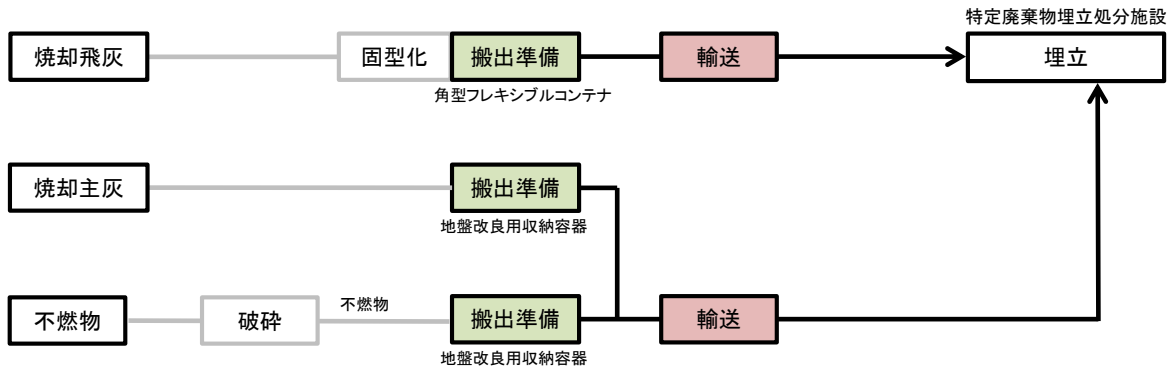 特定廃棄物埋立処分施設
焼却飛灰
固型化
搬出準備
輸送
埋立
角型フレキシブルコンテナ
焼却主灰
搬出準備
地盤改良用収納容器
不燃物
破砕
不燃物
搬出準備
輸送
地盤改良用収納容器